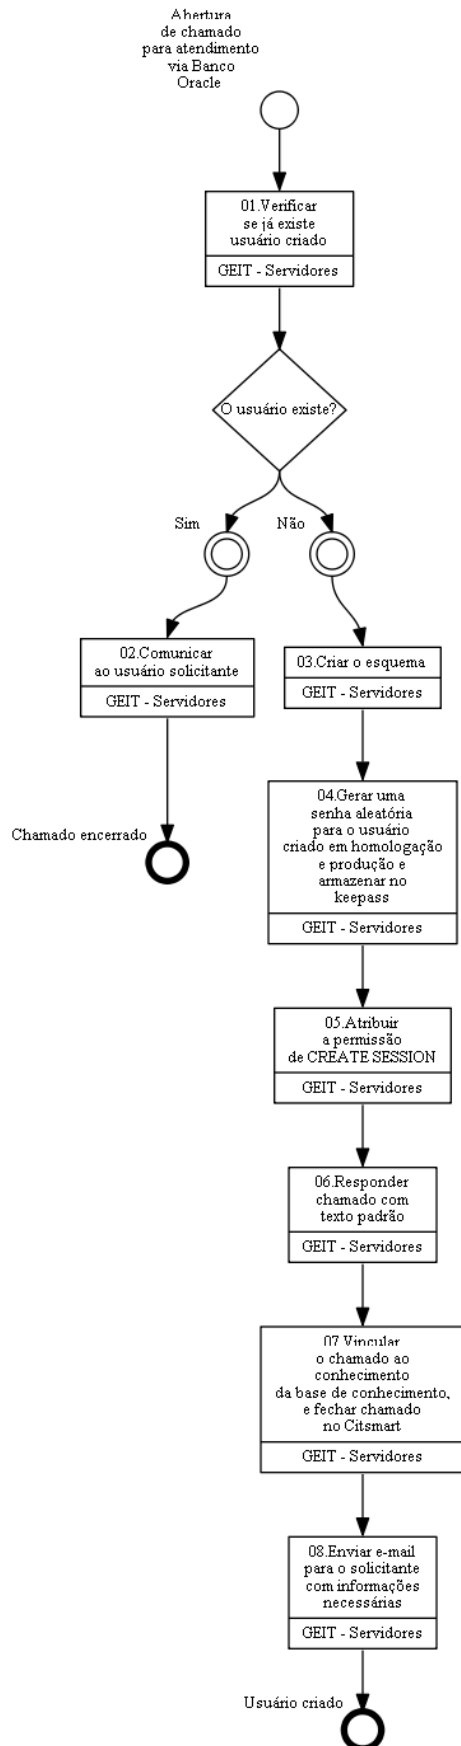 Abertura
de chamado
para atendimento
via Banco
Oracle
01.Verificar
se já existe
usuário criado
GEIT - Servidores
O usuário existe?
Sim
Não
02.Comunicar
ao usuário solicitante
GEIT - Servidores
03.Criar o esquema
GEIT - Servidores
Chamado encerrado
04.Gerar uma
senha aleatória
para o usuário
criado em homologação
e produção e
armazenar no
keepass
GEIT - Servidores
05.Atribuir
a permissão
de CREATE SESSION
GEIT - Servidores
06.Responder
chamado com
texto padrão
GEIT - Servidores
07.Vincular
o chamado ao
conhecimento
da base de conhecimento,
e fechar chamado
no Citsmart
GEIT - Servidores
08.Enviar e-mail
para o solicitante
com informações
necessárias
GEIT - Servidores
Usuário criado